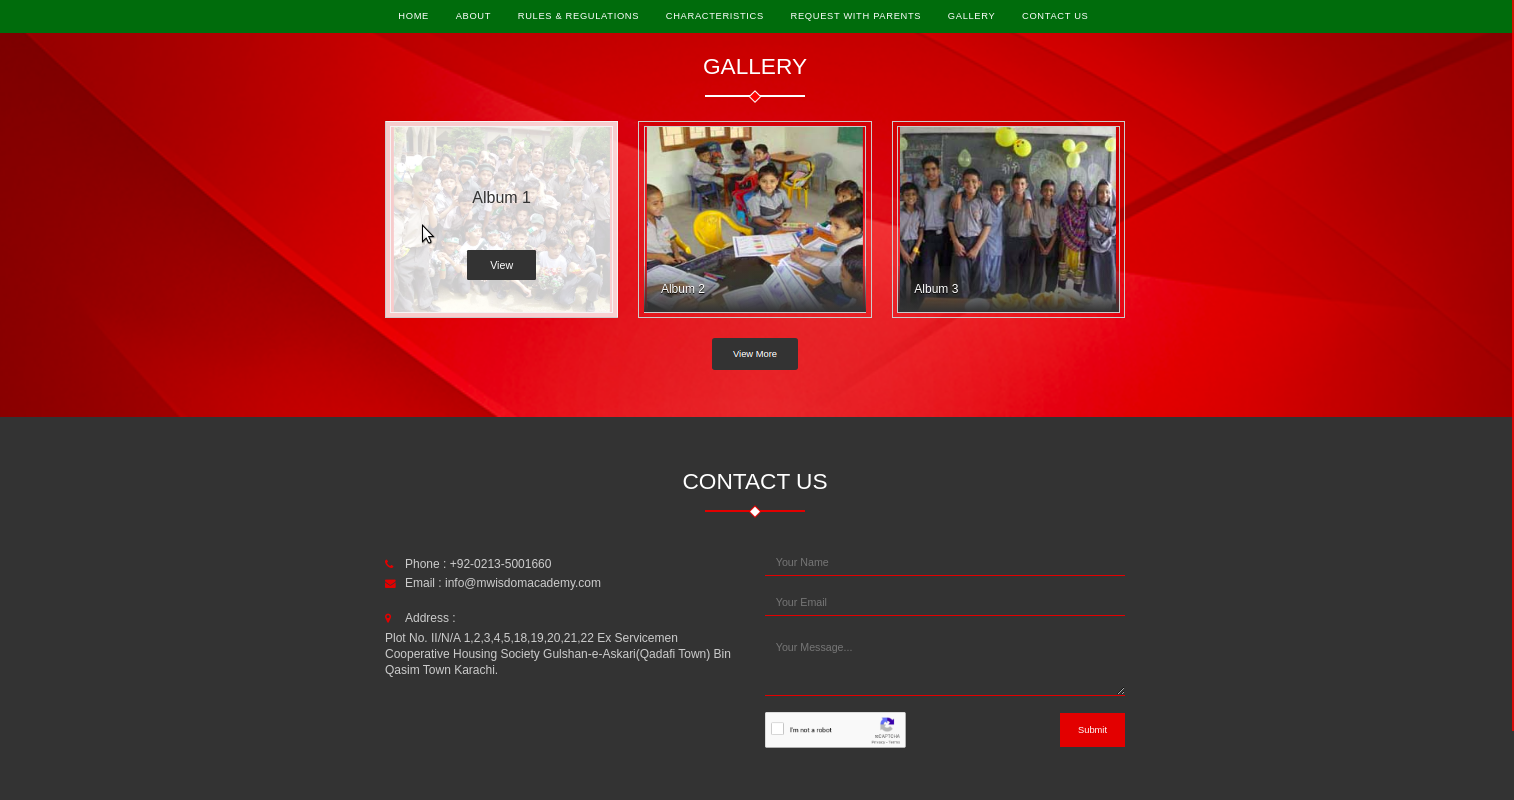 HOME ABOUT RULES & REGULATIONS CHARACTERISTICS REQUEST WITH PARENTS GALLERY CONTACT US
GALLERY
Album 1
View
Album 2
Album 3
View More
CONTACT US
Phone : +92-0213-5001660
Email : info@mwisdomacademy.com
Address :
Plot No. II/N/A 1,2,3,4,5,18,19,20,21,22 Ex Servicemen
Cooperative Housing Society Gulshan-e-Askari(Qadafi Town) Bin
Qasim Town Karachi.
Your Name
Your Email
Your Message...
I'm not a robot
reCAPTCHA
Privacy - Terms
Submit